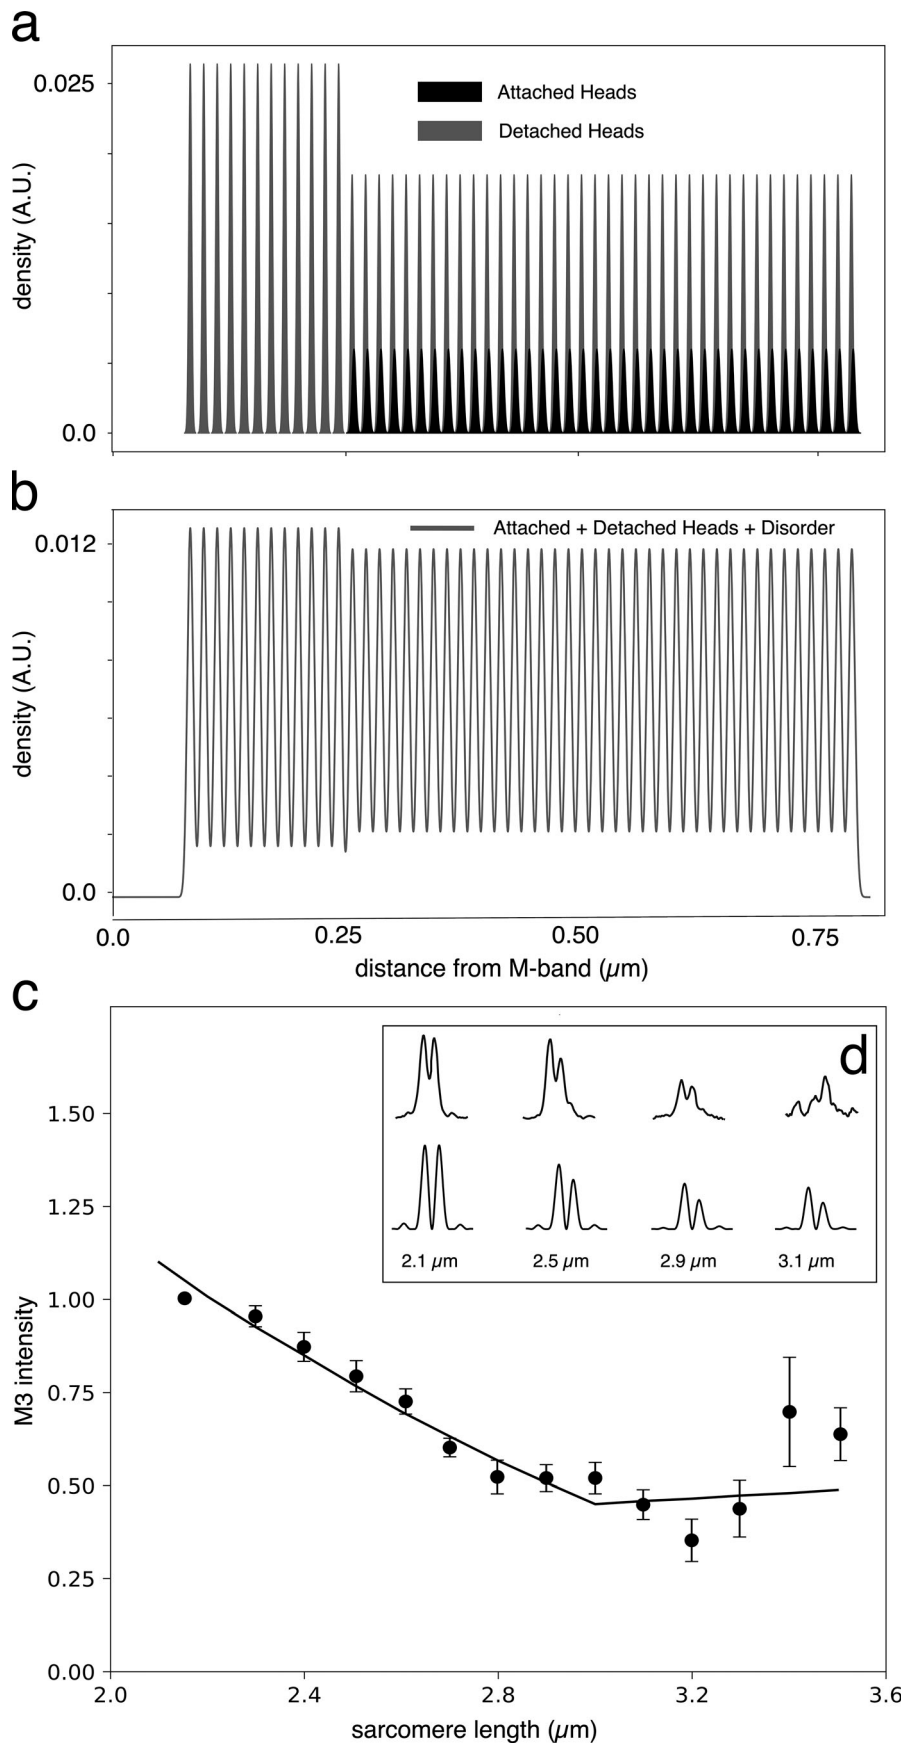 a
0.025
Attached Heads
Detached Heads
density (A.U.)
0.0
b
0.012
Attached + Detached Heads + Disorder
density (A.U.)
0.0
0.0 0.25 0.50 0.75
distance from M-band (µm)
c
d
2.1 µm 2.5 µm 2.9 µm 3.1 µm
1.50
1.25
1.00
0.75
0.50
0.25
0.00
M3 intensity
2.0 2.4 2.8 3.2 3.6
sarcomere length (µm)